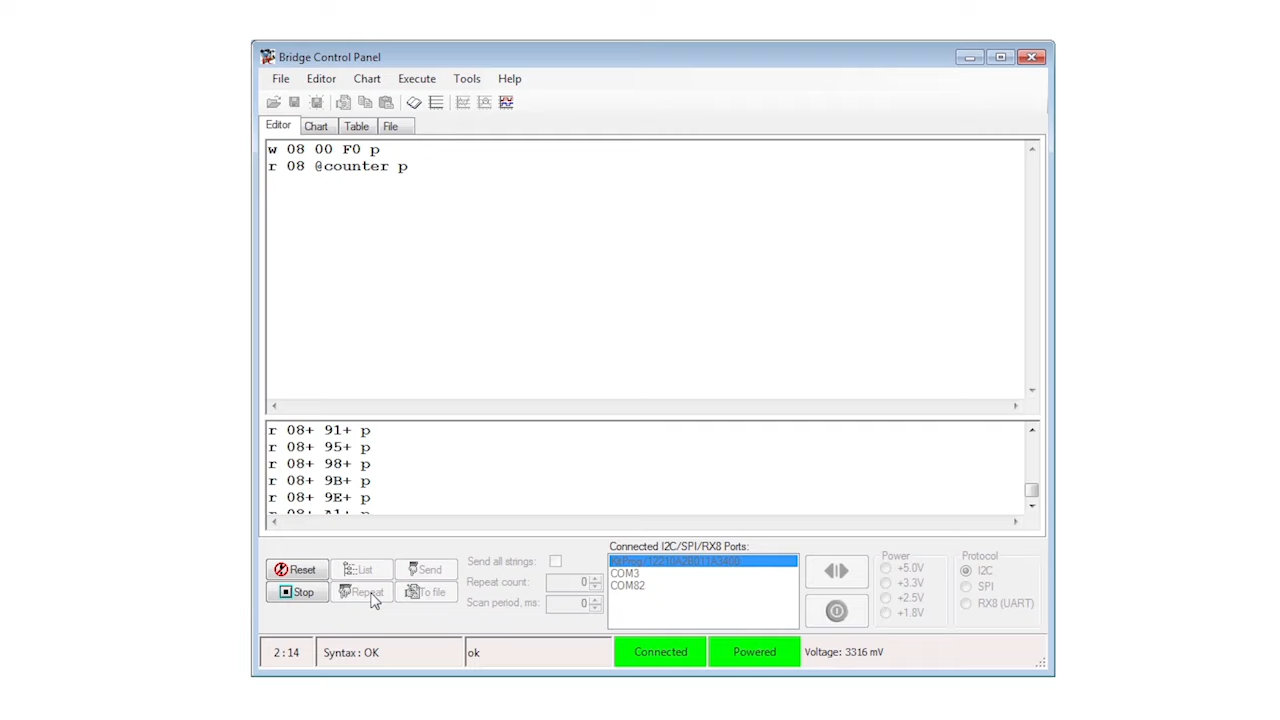 Bridge Control Panel
File Editor Chart Execute Tools Help
Editor Chart Table File
w 08 00 F0 p
r 08 @counter p
r 08+ 91+ p
r 08+ 95+ p
r 08+ 98+ p
r 08+ 9B+ p
r 08+ 9E+ p
r 08+ A1+ p
Reset List Send
Stop Repeat To file
Send all strings:
Repeat count: 0
Scan period, ms: 0
Connected I2C/SPI/RX8 Ports:
COM3
COM82
Power
+5.0V
+3.3V
+2.5V
+1.8V
Protocol
I2C
SPI
RX8 (UART)
2:14 Syntax : OK ok Connected Powered Voltage: 3316 mV